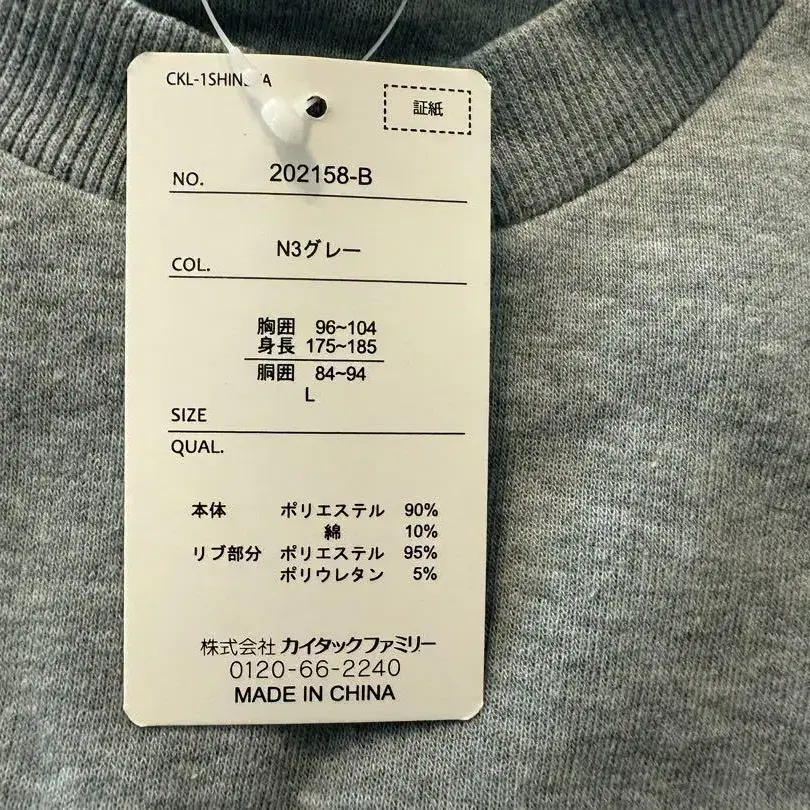 証紙
NO. 202158-B
COL. N3グレー
胸囲 96~104
身長 175~185
胴囲 84~94
L
SIZE
QUAL.
本体 ポリエステル 90%
綿 10%
リブ部分 ポリエステル 95%
ポリウレタン 5%
株式会社 カイタックファミリー
0120-66-2240
MADE IN CHINA